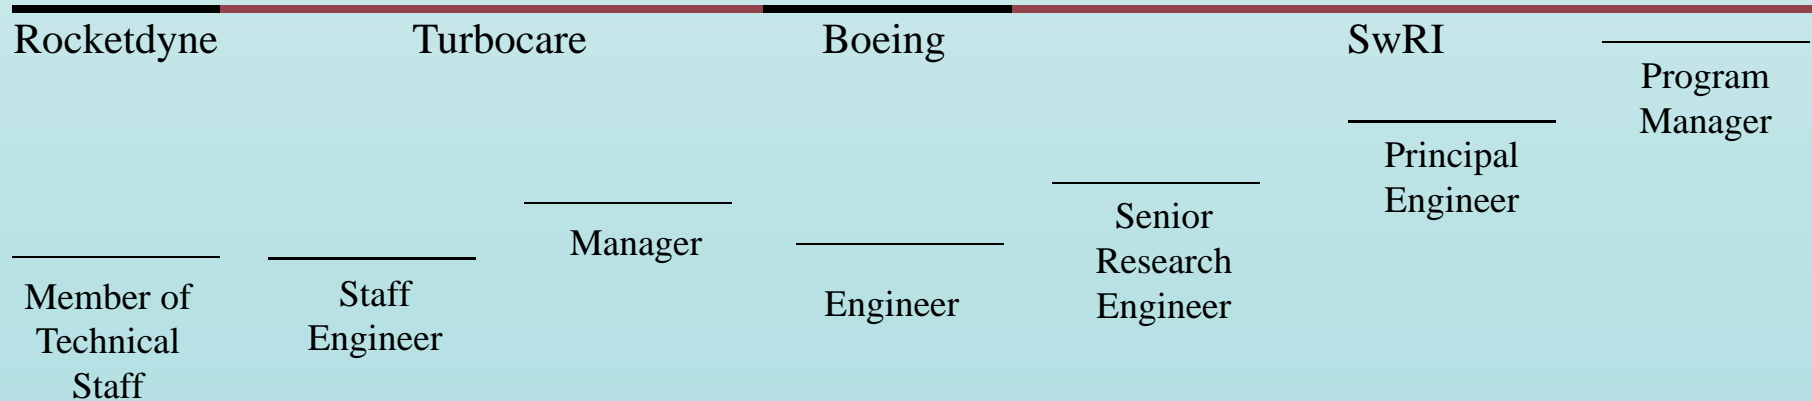 Rocketdyne
Turbocare
Boeing
SwRI
Member of
Technical
Staff
Staff
Engineer
Manager
Engineer
Senior
Research
Engineer
Principal
Engineer
Program
Manager